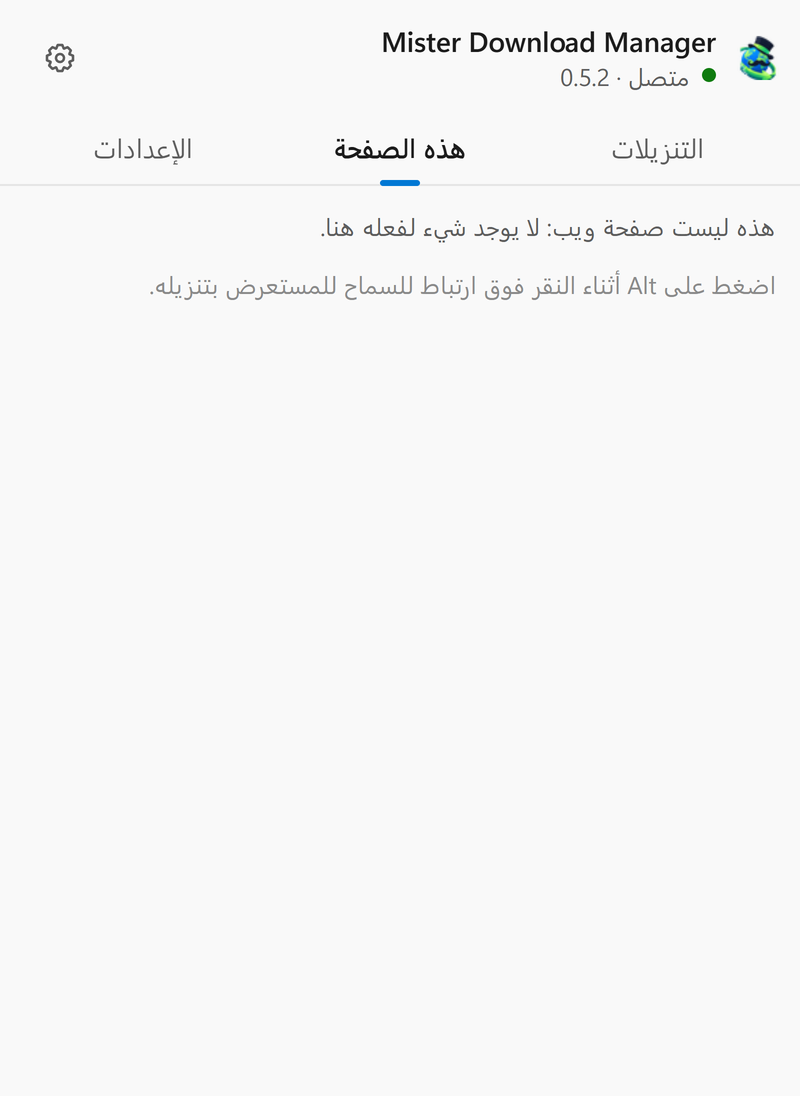 Mister Download Manager
متصل · 0.5.2
التنزيلات
هذه الصفحة
الإعدادات
هذه ليست صفحة ويب: لا يوجد شيء لفعله هنا.
اضغط على Alt أثناء النقر فوق ارتباط للسماح للمستعرض بتنزيله.